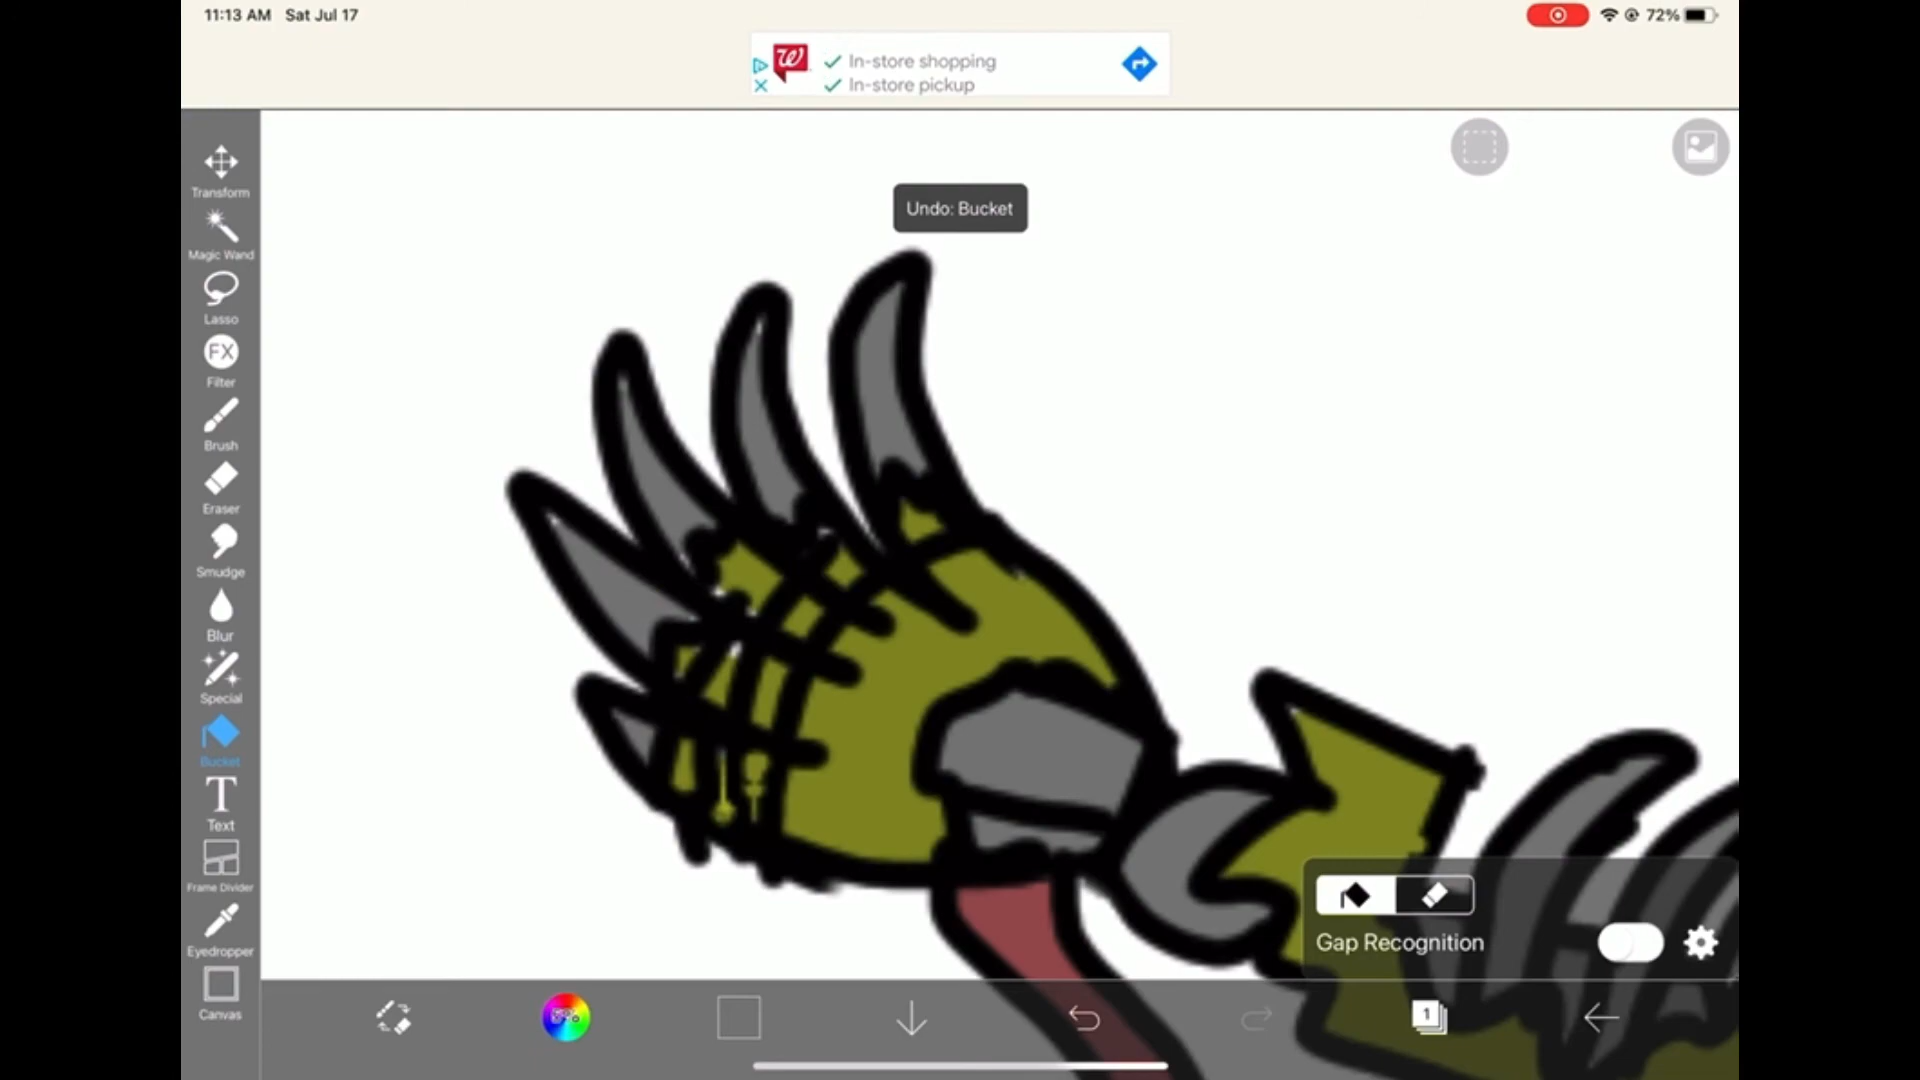 11:13 AM Sat Jul 17
72%
W
In-store shopping
In-store pickup
Undo: Bucket
Transform
Magic Wand
Lasso
FX
Filter
Brush
Eraser
Smudge
Blur
Special
Bucket
T
Text
Frame Divider
Eyedropper
Canvas
Gap Recognition
1